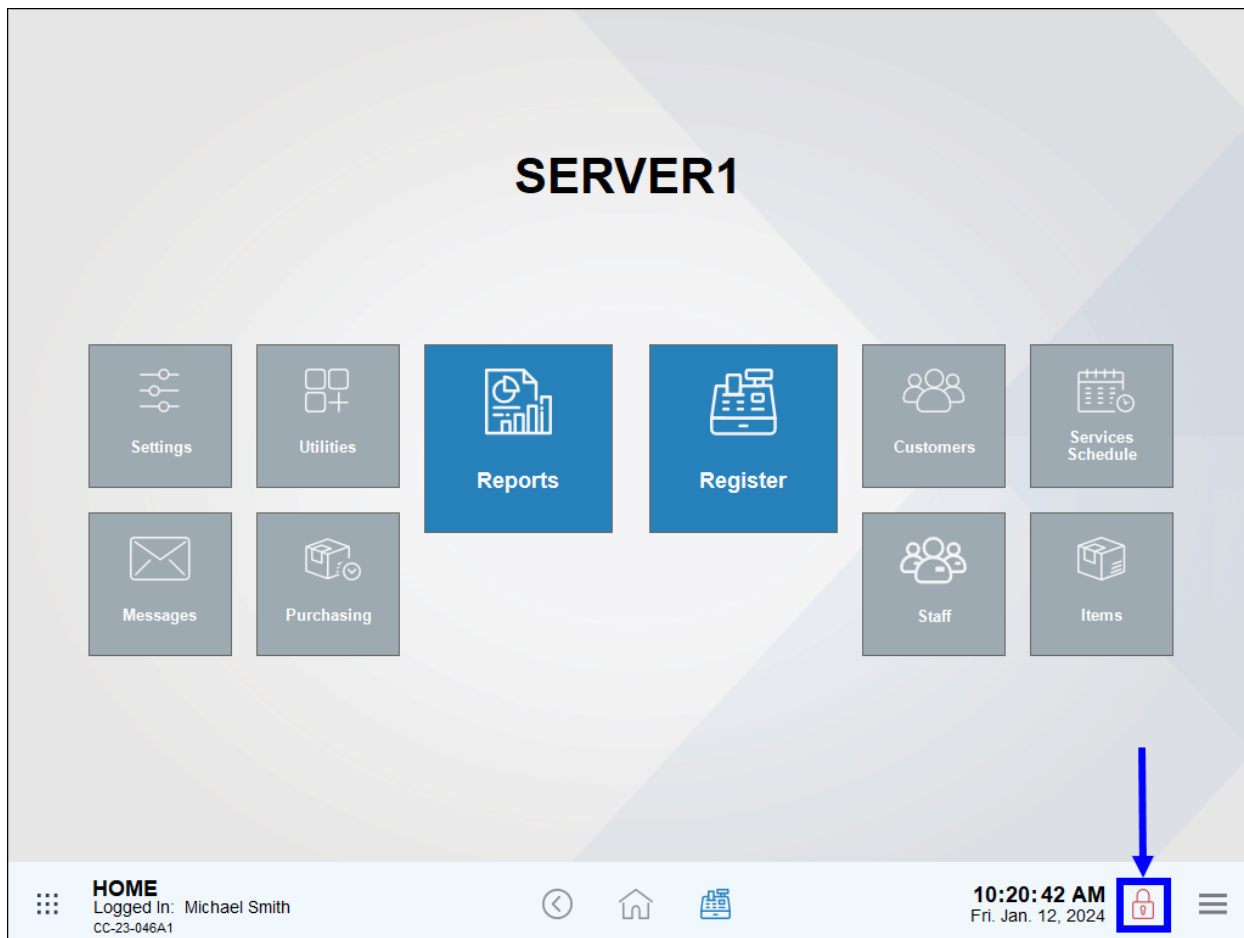 SERVER1
Settings
Utilities
Reports
Register
Customers
Services
Schedule
Messages
Purchasing
Staff
Items
HOME
Logged In: Michael Smith
CC-23-046A1
10:20:42 AM
Fri. Jan. 12, 2024